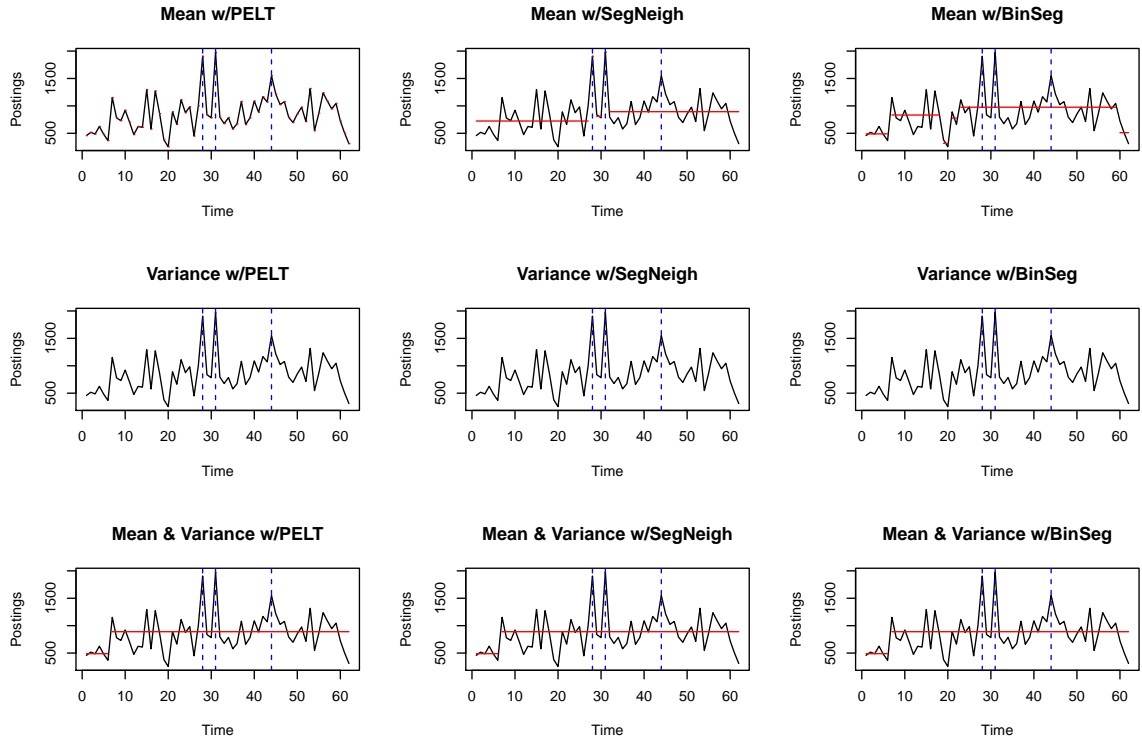 Mean w/PELT
Postings
500
1500
0 10 20 30 40 50 60
Time
Mean w/SegNeigh
Postings
500
1500
0 10 20 30 40 50 60
Time
Mean w/BinSeg
Postings
500
1500
0 10 20 30 40 50 60
Time
Variance w/PELT
Postings
500
1500
0 10 20 30 40 50 60
Time
Variance w/SegNeigh
Postings
500
1500
0 10 20 30 40 50 60
Time
Variance w/BinSeg
Postings
500
1500
0 10 20 30 40 50 60
Time
Mean & Variance w/PELT
Postings
500
1500
0 10 20 30 40 50 60
Time
Mean & Variance w/SegNeigh
Postings
500
1500
0 10 20 30 40 50 60
Time
Mean & Variance w/BinSeg
Postings
500
1500
0 10 20 30 40 50 60
Time